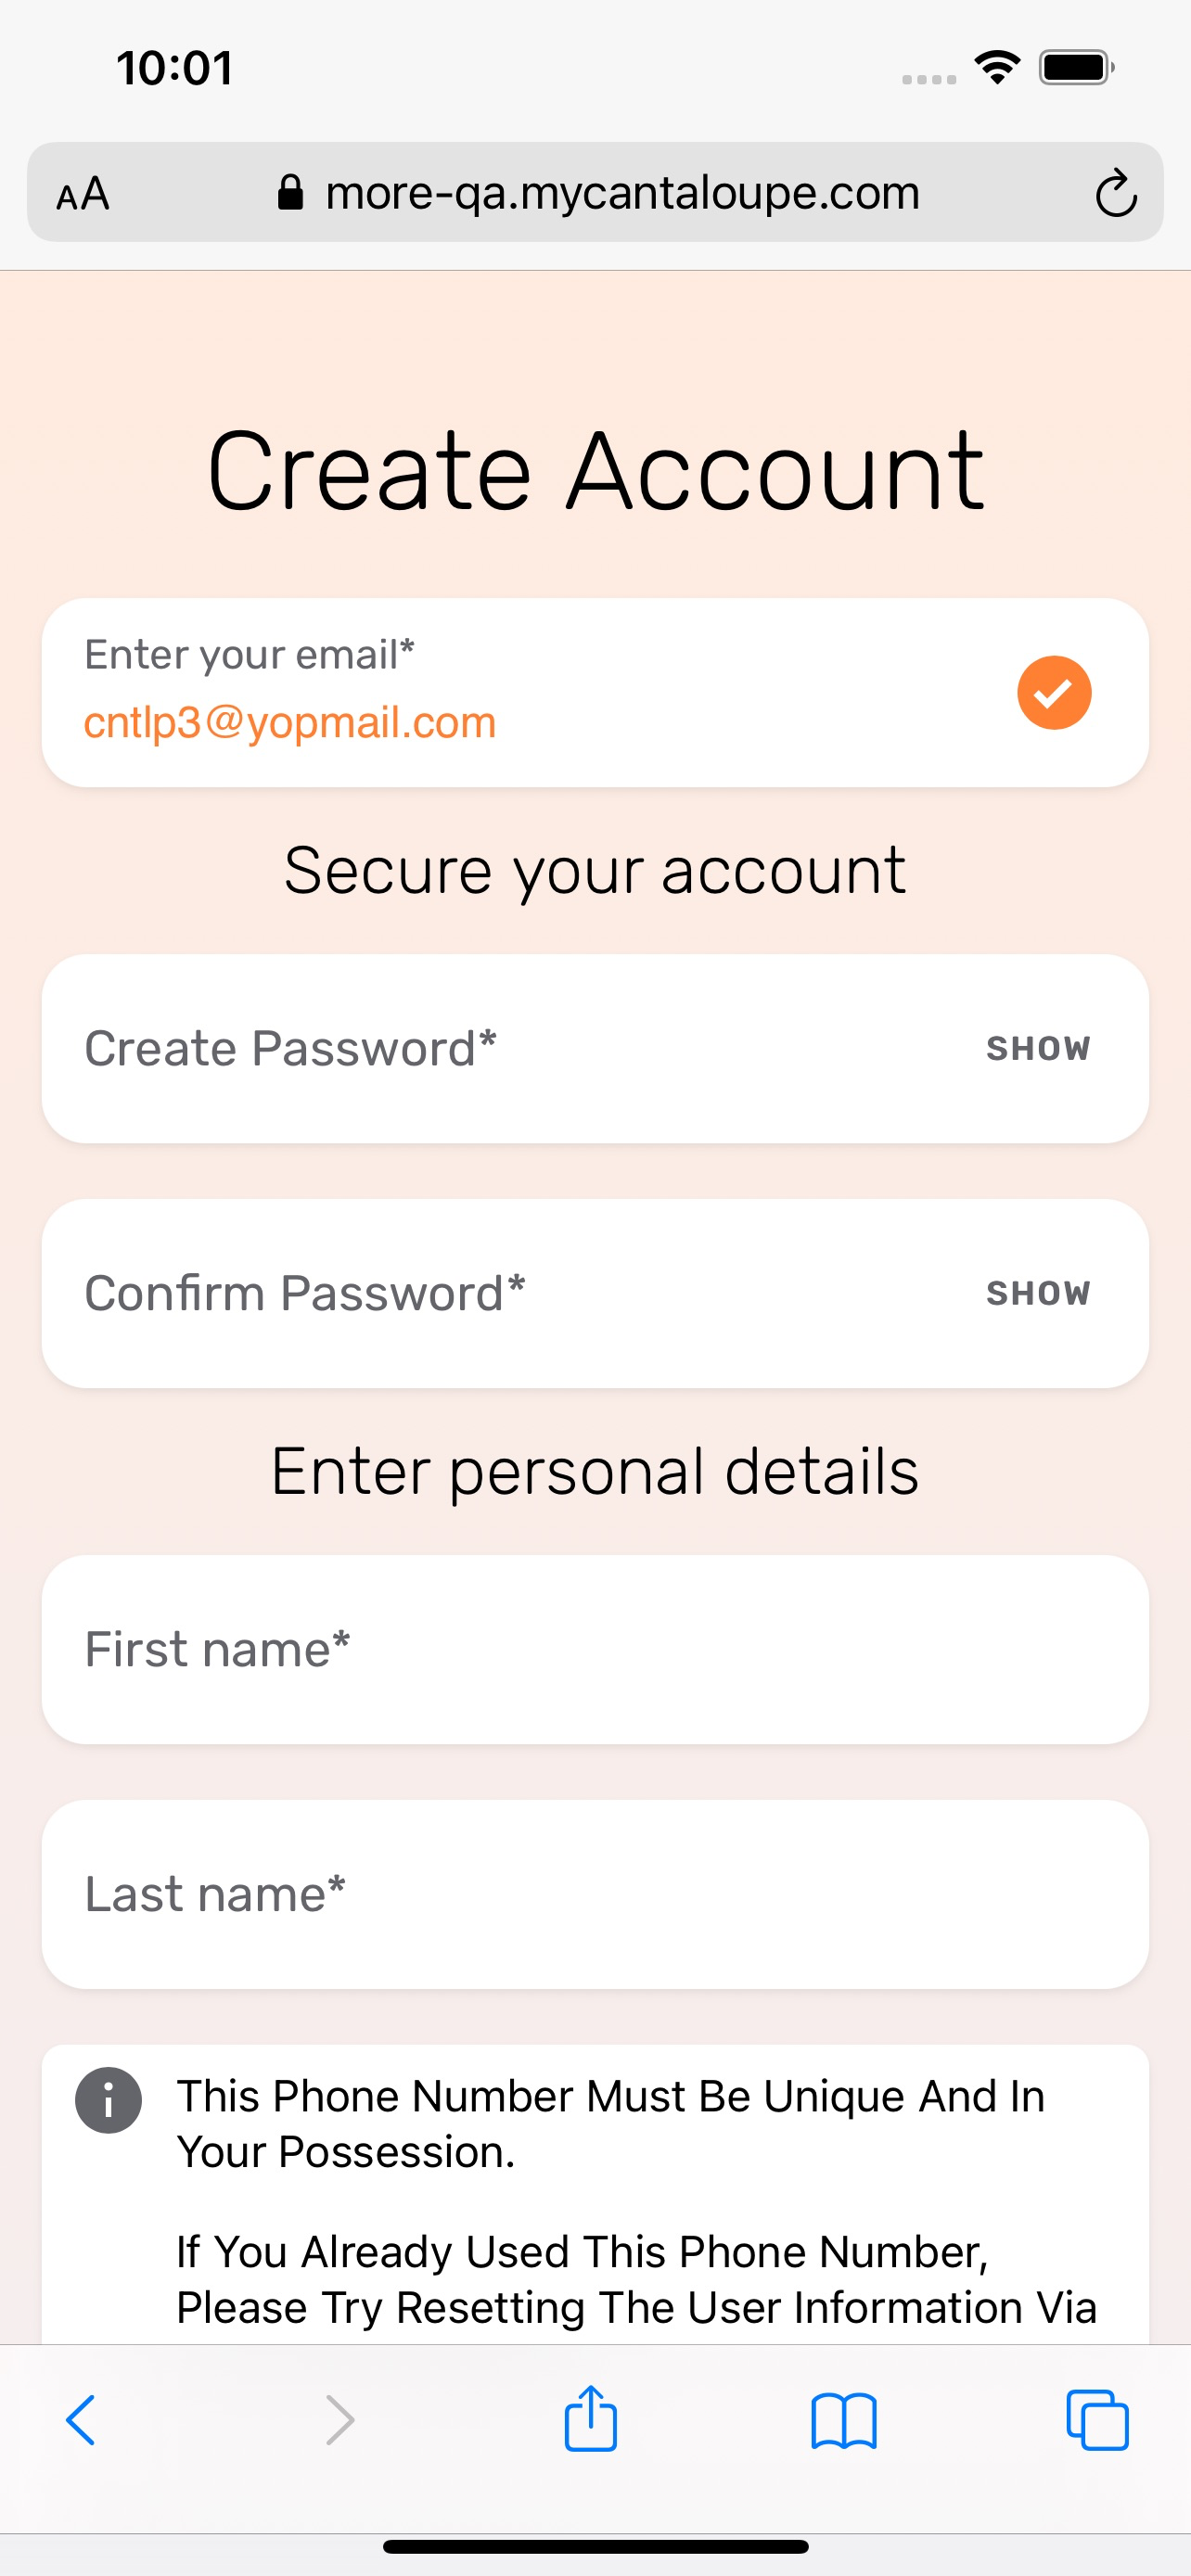 10:01
AA more-qa.mycantaloupe.com
Create Account
Enter your email*
cntlp3@yopmail.com
Secure your account
Create Password* SHOW
Confirm Password* SHOW
Enter personal details
First name*
Last name*
This Phone Number Must Be Unique And In
Your Possession.
If You Already Used This Phone Number,
Please Try Resetting The User Information Via